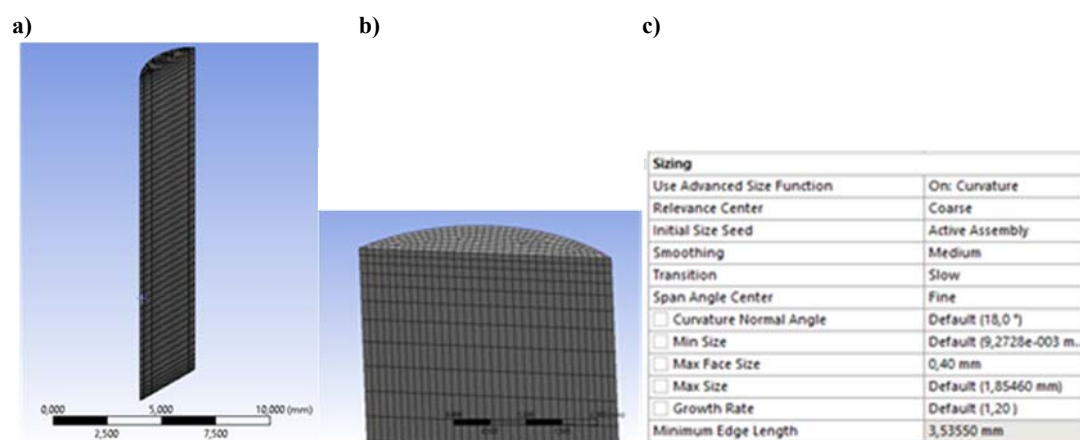 a)
b)
c)
0,000
5,000
10,000 (mm)
2,500
7,500
Sizing
Use Advanced Size Function On: Curvature
Relevance Center Coarse
Initial Size Seed Active Assembly
Smoothing Medium
Transition Slow
Span Angle Center Fine
Curvature Normal Angle Default (18,0 °)
Min Size Default (9,2728e-003 m...
Max Face Size 0,40 mm
Max Size Default (1,85460 mm)
Growth Rate Default (1,20 )
Minimum Edge Length 3,53550 mm